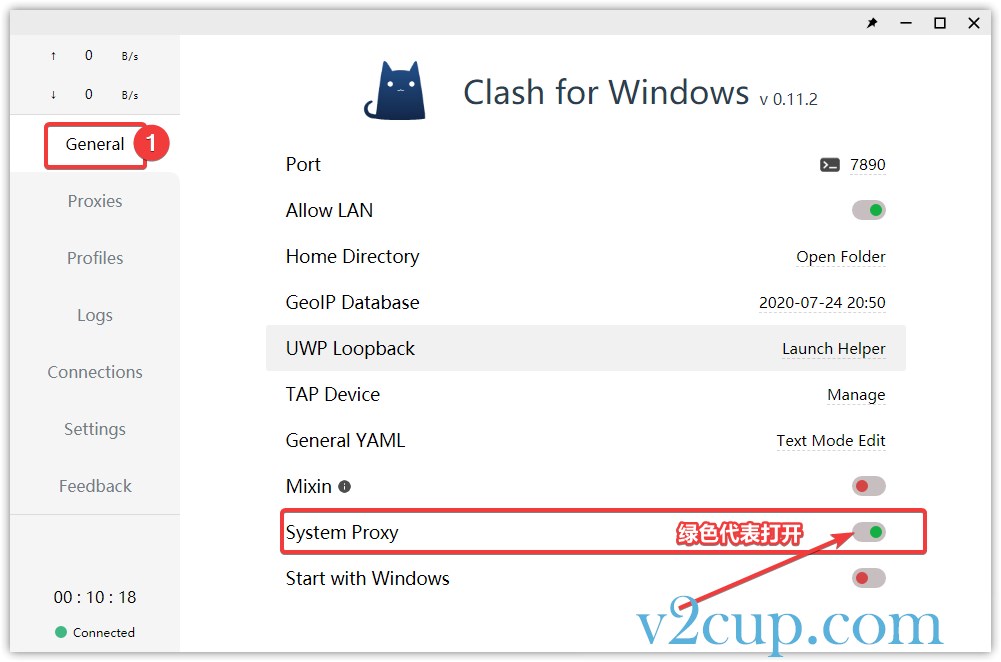 ↑ 0 B/s
↓ 0 B/s
General 1
Proxies
Profiles
Logs
Connections
Settings
Feedback
00 : 10 : 18
Connected
Clash for Windows v 0.11.2
Port 7890
Allow LAN
Home Directory Open Folder
GeoIP Database 2020-07-24 20:50
UWP Loopback Launch Helper
TAP Device Manage
General YAML Text Mode Edit
Mixin
System Proxy 绿色代表打开
Start with Windows
v2cup.com